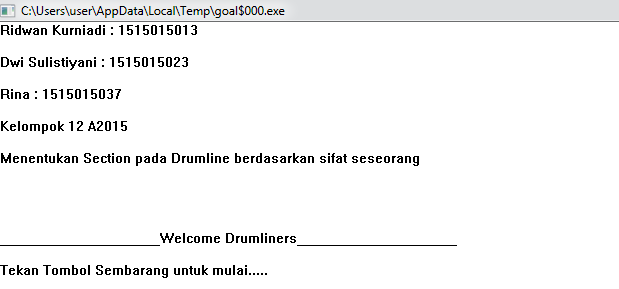 C:\Users\user\AppData\Local\Temp\goal$000.exe
Ridwan Kurniadi : 1515015013
Dwi Sulistiyani : 1515015023
Rina : 1515015037
Kelompok 12 A2015
Menentukan Section pada Drumline berdasarkan sifat seseorang
____________________Welcome Drumliners____________________
Tekan Tombol Sembarang untuk mulai.....